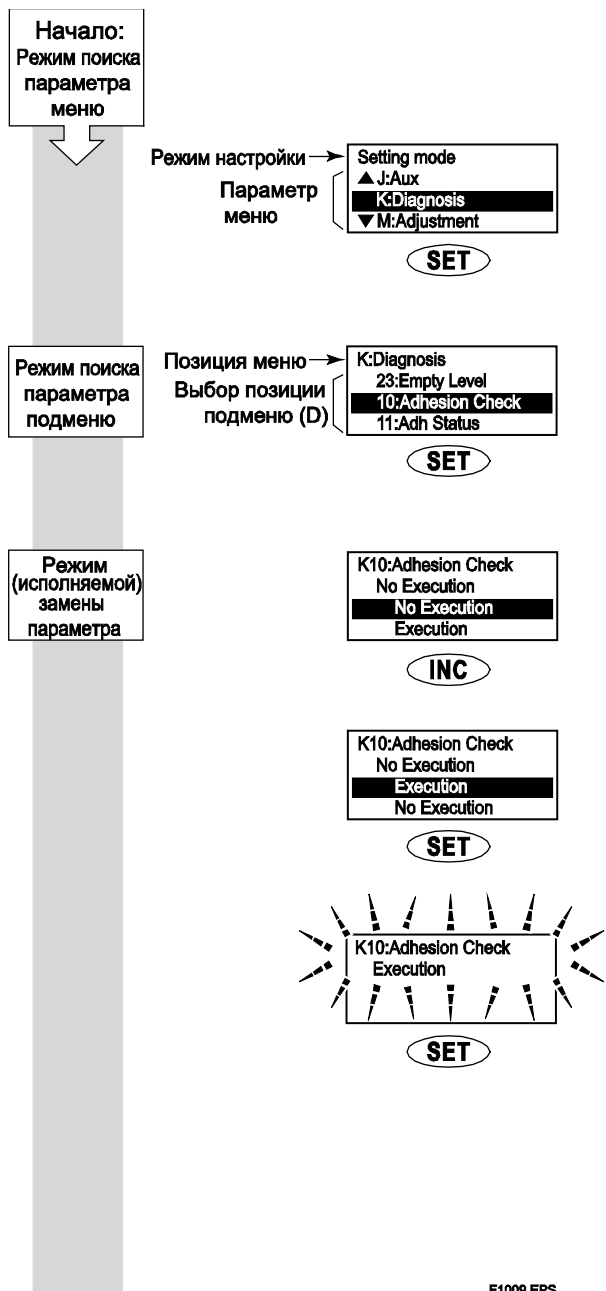 Начало:
Режим поиска
параметра
меню
Режим настройки
Параметр
меню
Setting mode
▲J:Aux
K:Diagnosis
▼M:Adjustment
SET
Режим поиска
параметра
подменю
Позиция меню
Выбор позиции
подменю (D)
K:Diagnosis
23:Empty Level
10:Adhesion Check
11:Adh Status
SET
Режим
(исполняемой)
замены
параметра
K10:Adhesion Check
No Execution
No Execution
Execution
INC
K10:Adhesion Check
No Execution
Execution
No Execution
SET
K10:Adhesion Check
Execution
SET
F1009.EPS